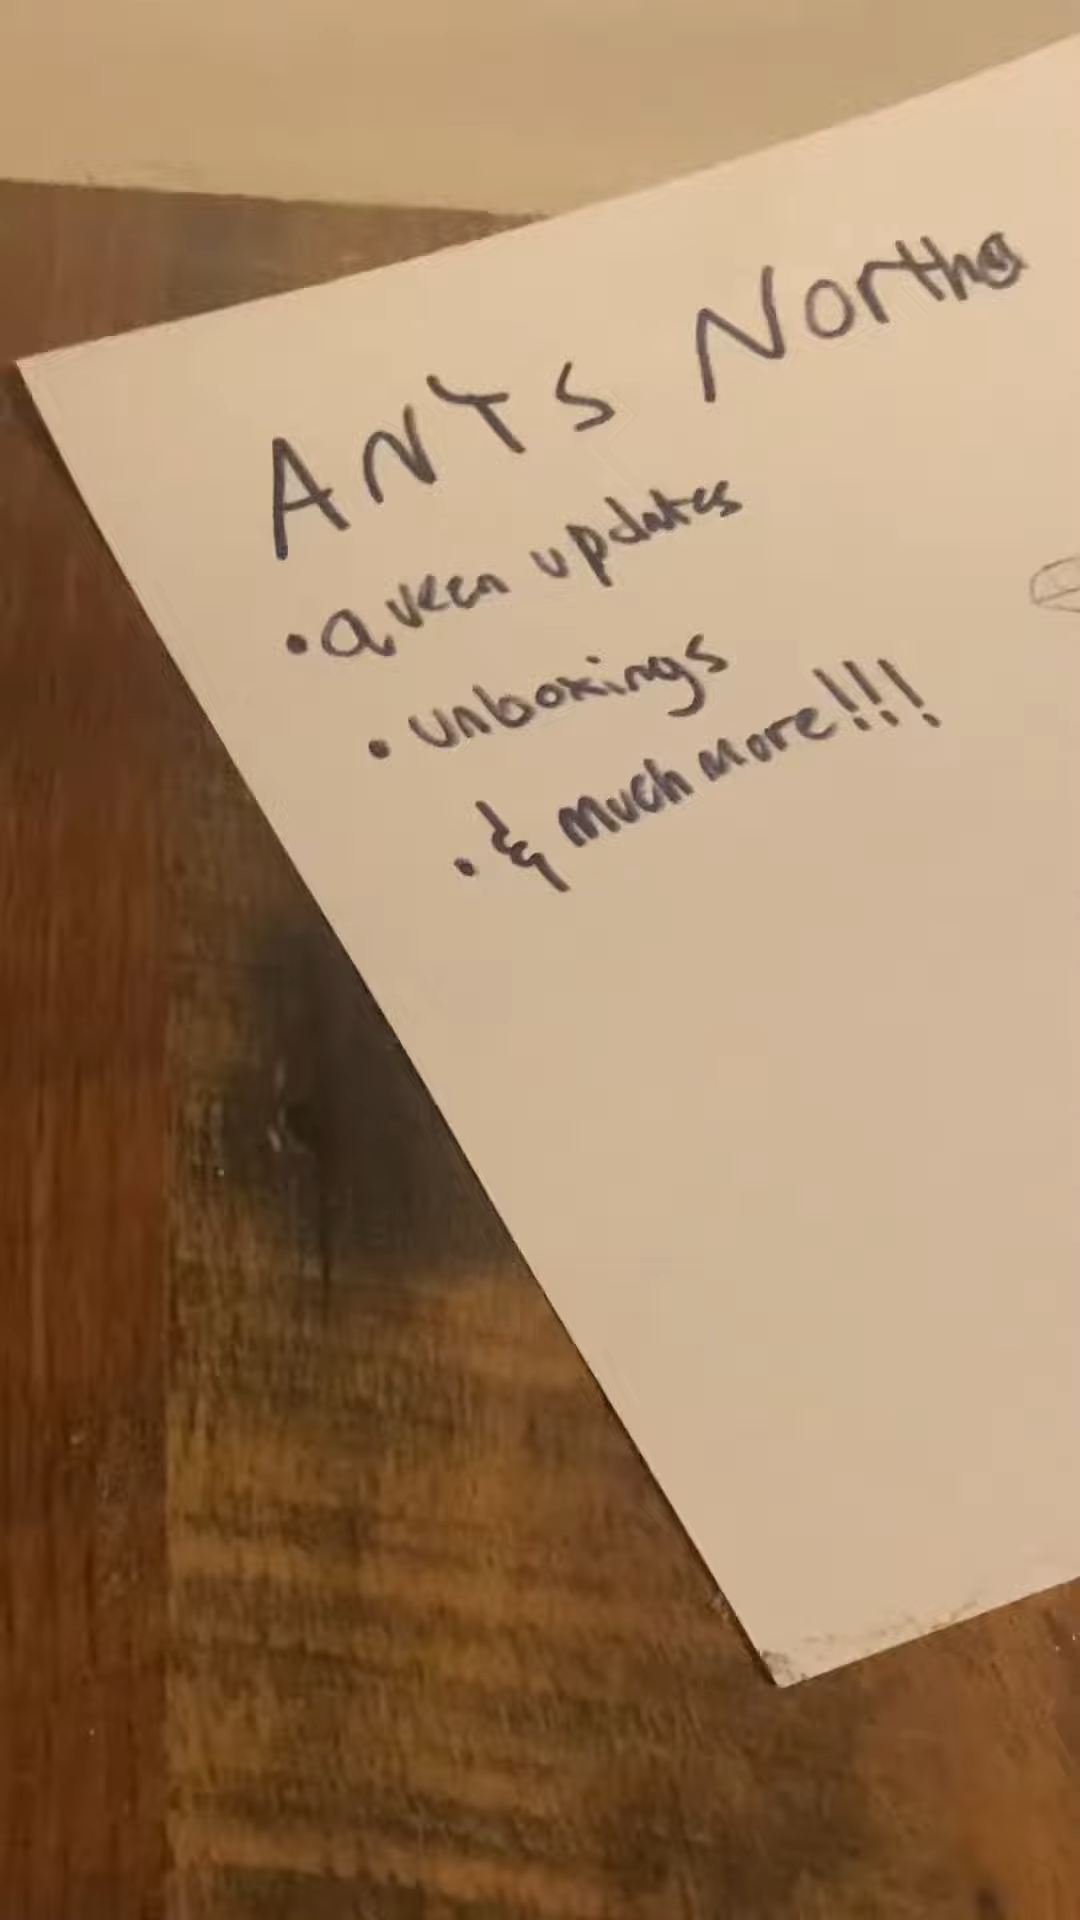 ANTS North
• Queen updates
• unboxings
• & much more!!!